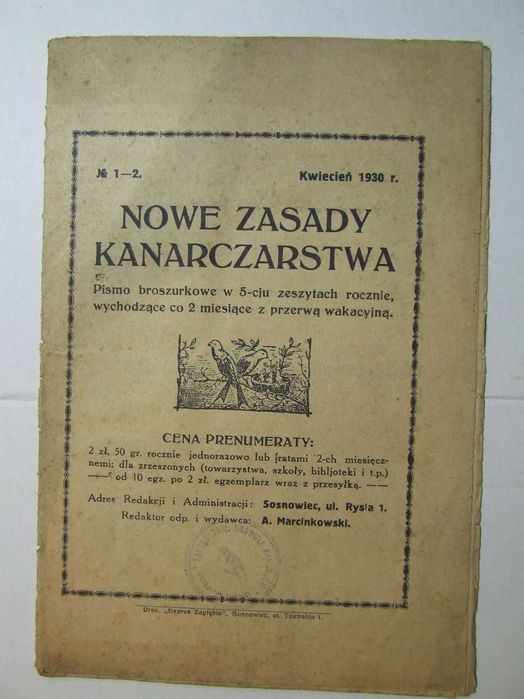 № 1—2.
Kwiecień 1930 r.
NOWE ZASADY
KANARCZARSTWA
Pismo broszurkowe w 5-ciu zeszytach rocznie,
wychodzące co 2 miesiące z przerwą wakacyjną.
CENA PRENUMERATY:
2 zł. 50 gr. rocznie jednorazowo lub ratami 2-ch miesięcz-
nemi; dla zrzeszonych (towarzystwa, szkoły, bibljoteki i t.p.)
— od 10 egz. po 2 zł. egzemplarz wraz z przesyłką. —
Adres Redakcji i Administracji: Sosnowiec, ul. Rysia 1.
Redaktor odp. i wydawca: A. Marcinkowski.
Druk. „Expres Zagłębia", Sosnowiec, ul. Teatralna 1.